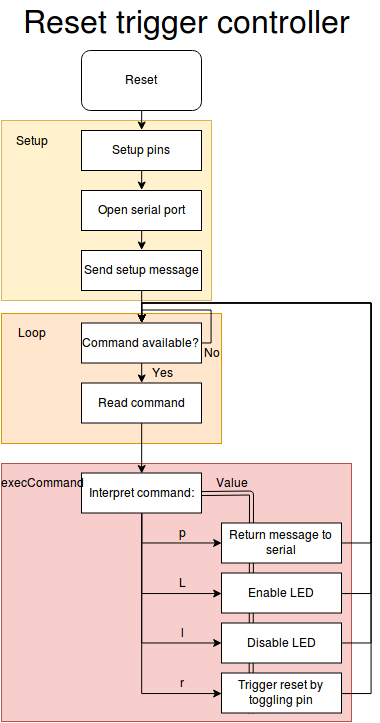 Reset trigger controller
Reset
Setup
Setup pins
Open serial port
Send setup message
Loop
Command available?
No
Yes
Read command
execCommand
Interpret command:
Value
p
Return message to
serial
L
Enable LED
l
Disable LED
r
Trigger reset by
toggling pin